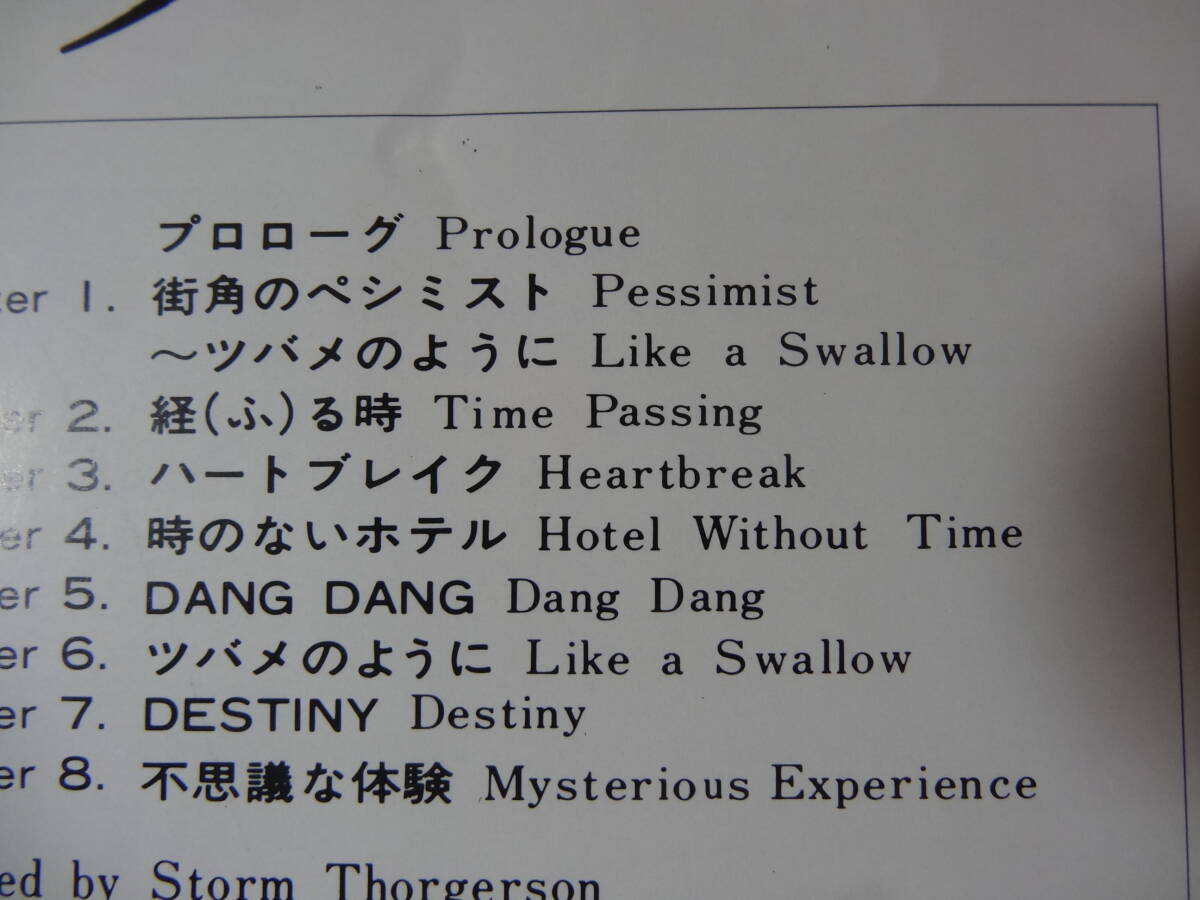 プロローグ Prologue
ter 1. 街角のペシミスト Pessimist
～ツバメのように Like a Swallow
er 2. 経(ふ)る時 Time Passing
er 3. ハートブレイク Heartbreak
er 4. 時のないホテル Hotel Without Time
er 5. DANG DANG Dang Dang
er 6. ツバメのように Like a Swallow
er 7. DESTINY Destiny
er 8. 不思議な体験 Mysterious Experience
ed by Storm Thorgerson